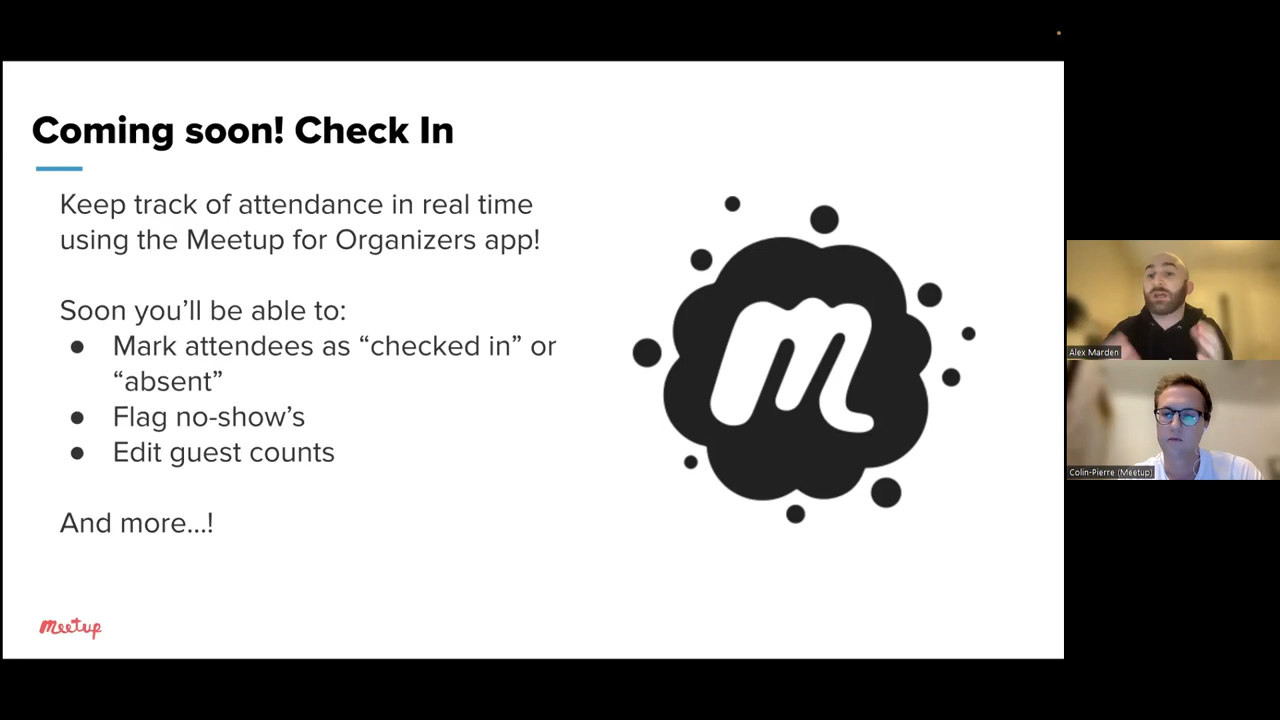 Coming soon! Check In
Keep track of attendance in real time
using the Meetup for Organizers app!
Soon you’ll be able to:
● Mark attendees as “checked in” or
“absent”
● Flag no-show’s
● Edit guest counts
And more...!
m
meetup
Alex Marden
Colin-Pierre (Meetup)